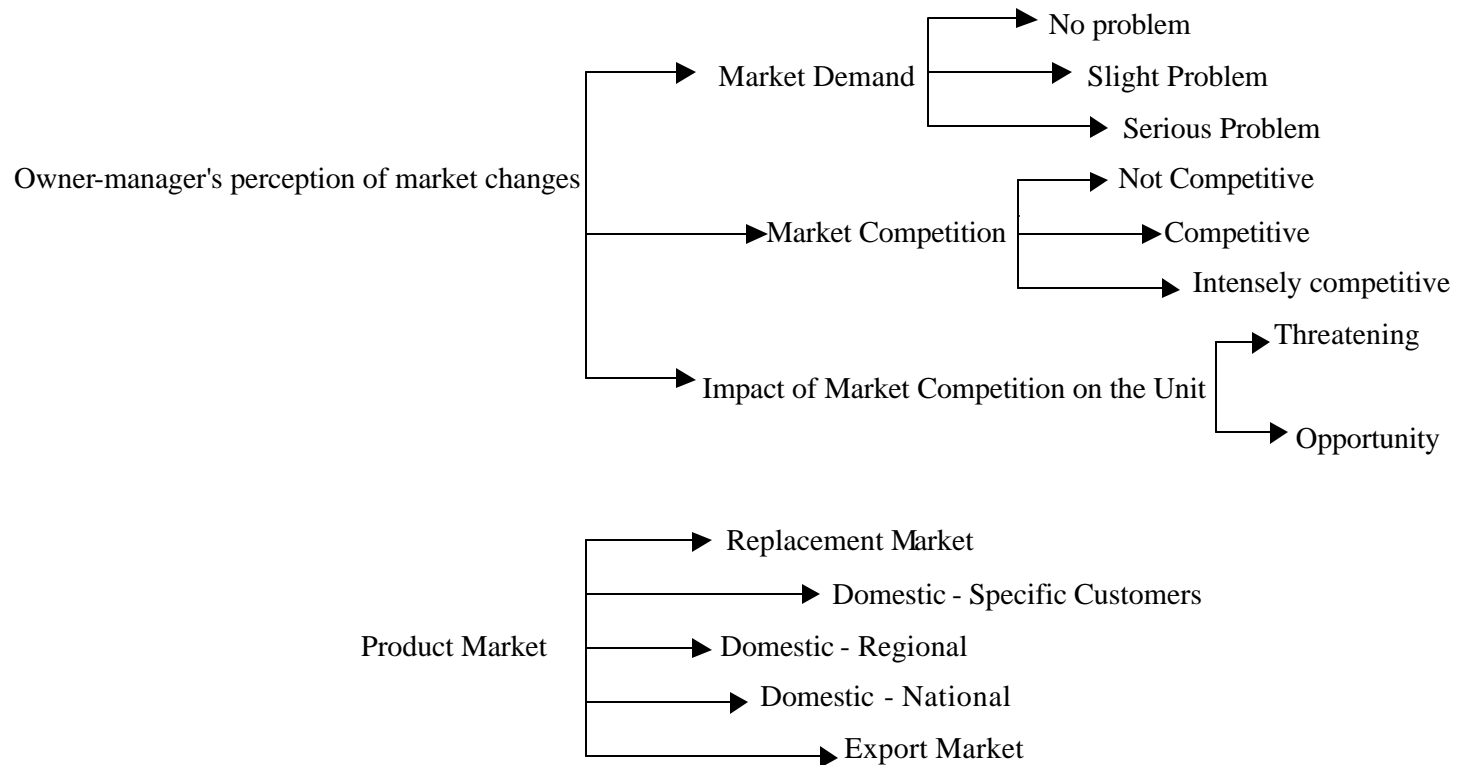 No problem
Market Demand
Slight Problem
Serious Problem
Owner-manager's perception of market changes
Not Competitive
Market Competition
Competitive
Intensely competitive
Threatening
Impact of Market Competition on the Unit
Opportunity
Replacement Market
Domestic - Specific Customers
Product Market
Domestic - Regional
Domestic - National
Export Market